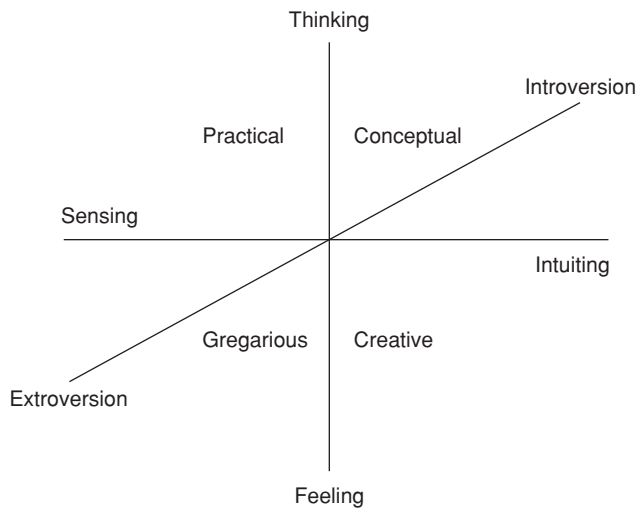 Thinking
Introversion
Practical
Conceptual
Sensing
Intuiting
Gregarious
Creative
Extroversion
Feeling